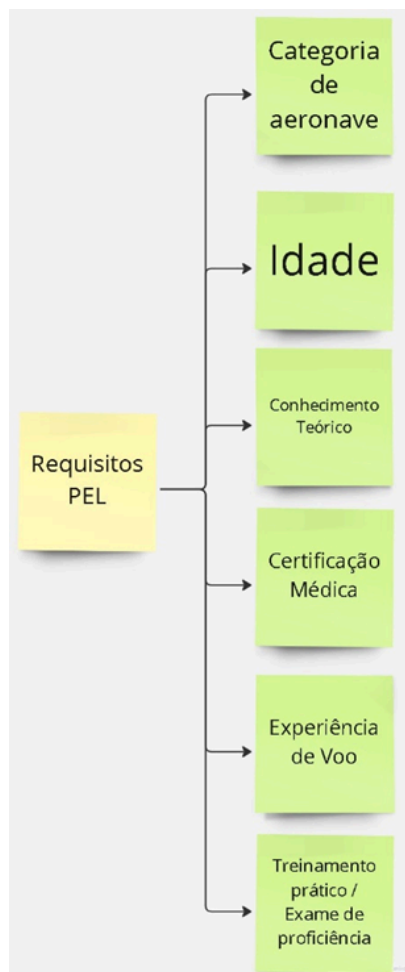 Categoria
de
aeronave
Idade
Conhecimento
Teórico
Requisitos
PEL
Certificação
Médica
Experiência
de Voo
Treinamento
prático /
Exame de
proficiência